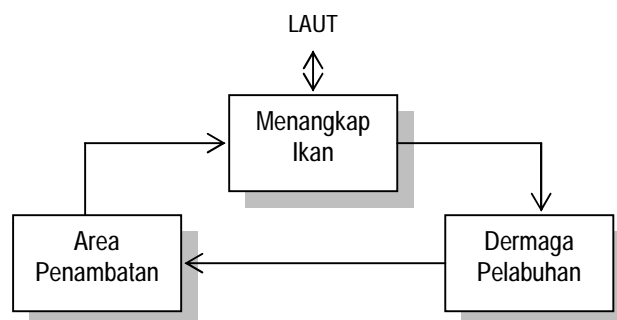 LAUT
Menangkap
Ikan
Area
Penambatan
Dermaga
Pelabuhan